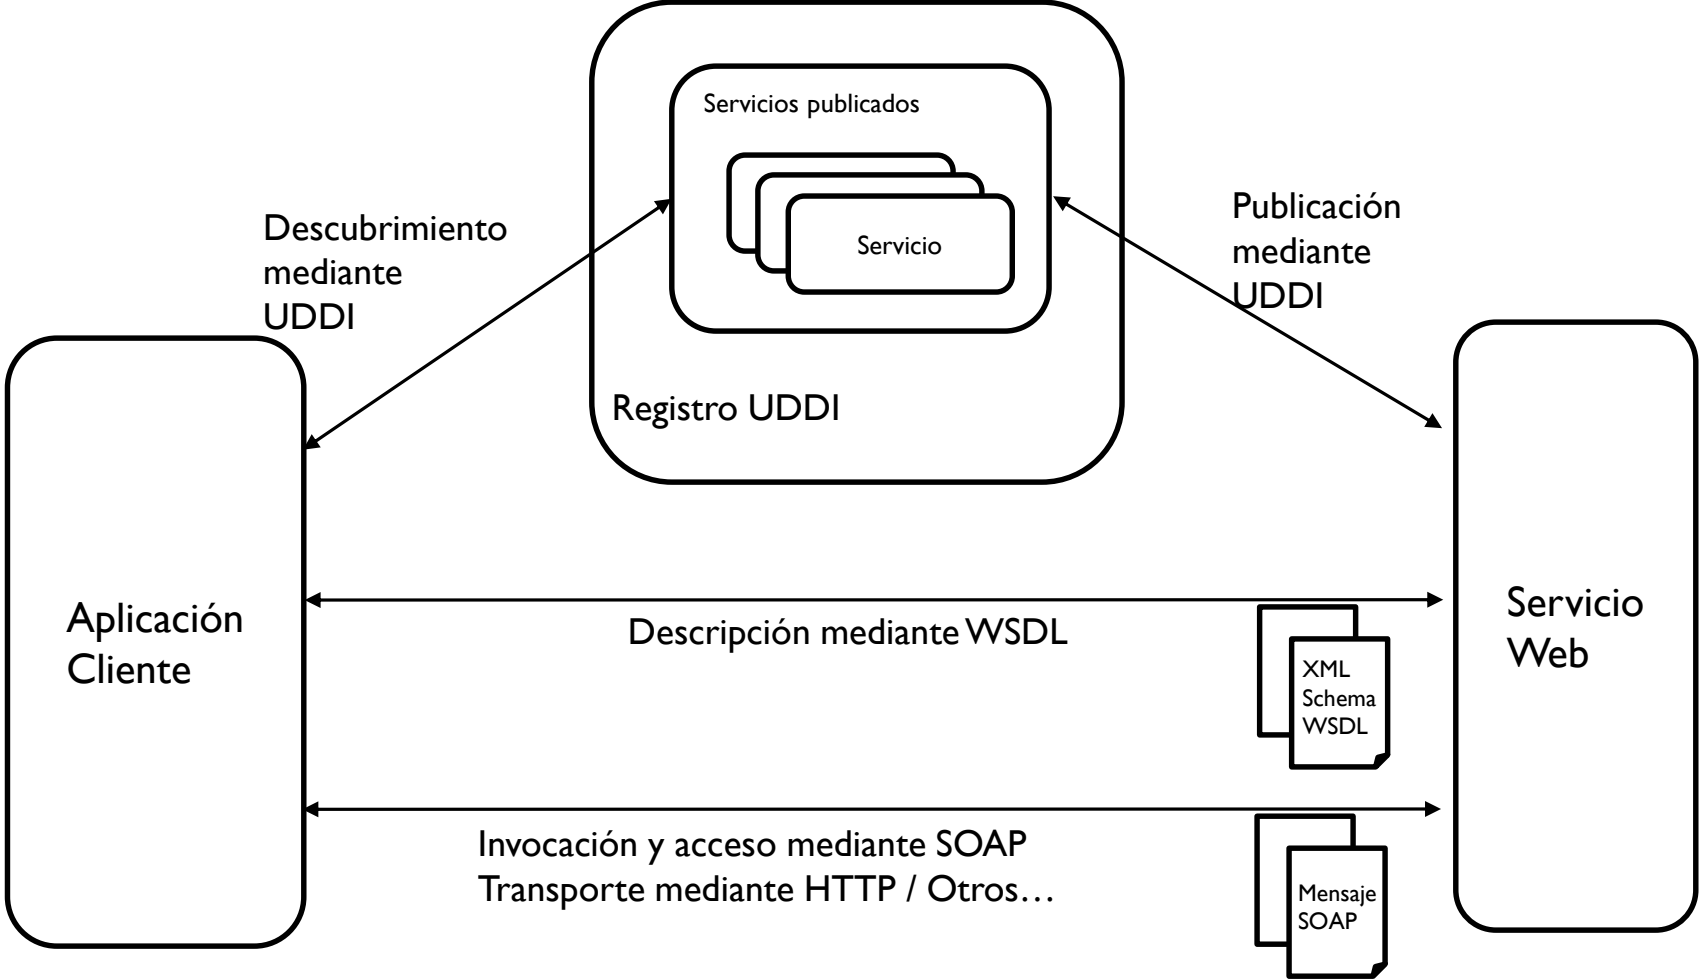 Servicios publicados
Servicio
Registro UDDI
Descubrimiento
mediante
UDDI
Publicación
mediante
UDDI
Aplicación
Cliente
Descripción mediante WSDL
XML
Schema
WSDL
Servicio
Web
Invocación y acceso mediante SOAP
Transporte mediante HTTP / Otros…
Mensaje
SOAP